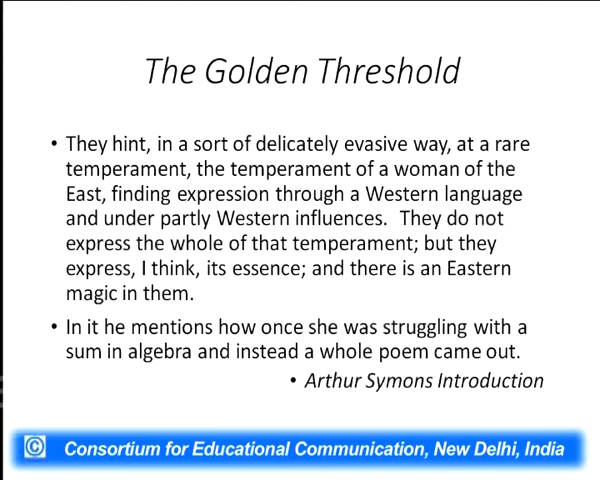 The Golden Threshold
• They hint, in a sort of delicately evasive way, at a rare
temperament, the temperament of a woman of the
East, finding expression through a Western language
and under partly Western influences. They do not
express the whole of that temperament; but they
express, I think, its essence; and there is an Eastern
magic in them.
• In it he mentions how once she was struggling with a
sum in algebra and instead a whole poem came out.
• Arthur Symons Introduction
© Consortium for Educational Communication, New Delhi, India